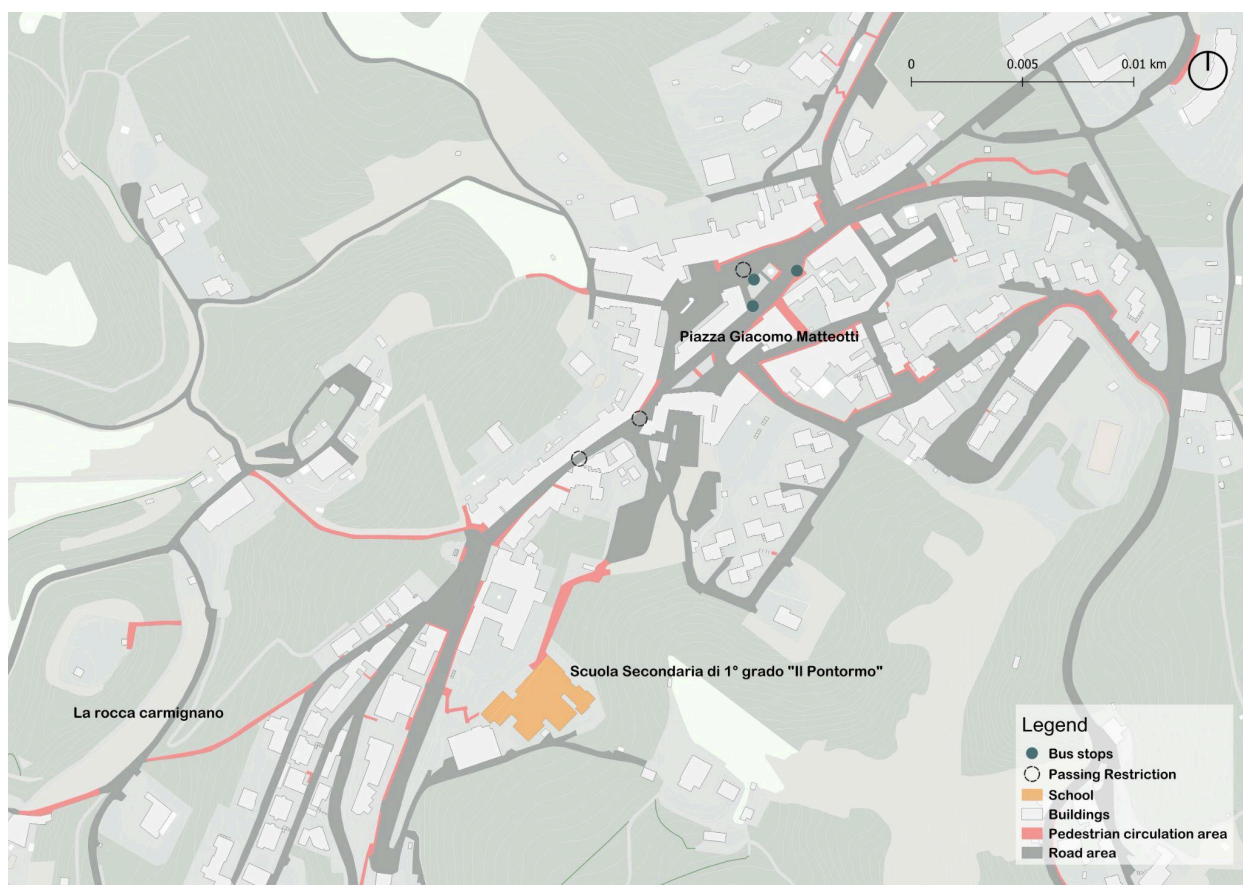 0 0.005 0.01 km
Piazza Giacomo Matteotti
Scuola Secondaria di 1° grado "Il Pontormo"
La rocca carmignano
Legend
Bus stops
Passing Restriction
School
Buildings
Pedestrian circulation area
Road area